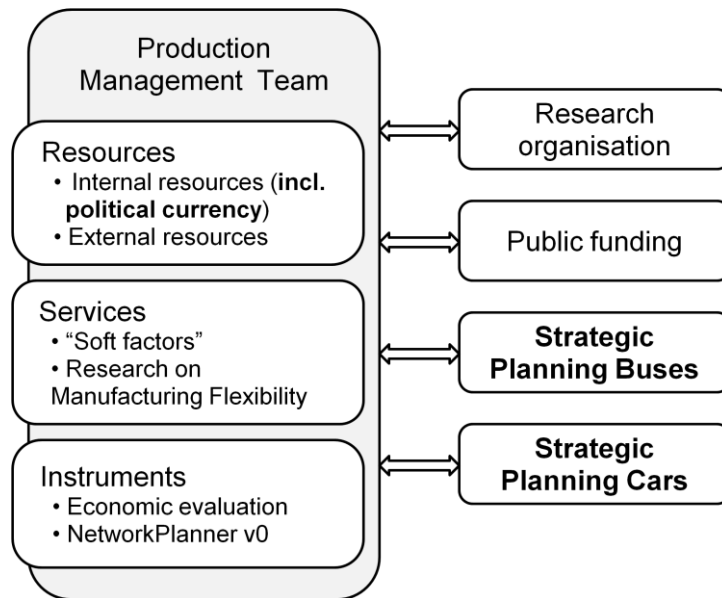 Production
Management Team
Resources
• Internal resources (incl.
political currency)
• External resources
Services
• “Soft factors”
• Research on
Manufacturing Flexibility
Instruments
• Economic evaluation
• NetworkPlanner v0
Research
organisation
Public funding
Strategic
Planning Buses
Strategic
Planning Cars